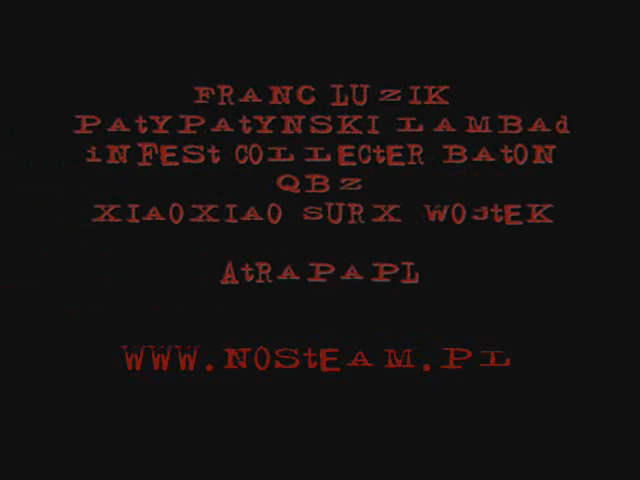 FRANC LUZIK
PAtYPAtYNSKI LAMBAd
iNFESt COLLECtER BAtON
QBZ
XIAOXIAO SURX WOJtEK
AtRAPAPL
WWW.NOStEAM.PL